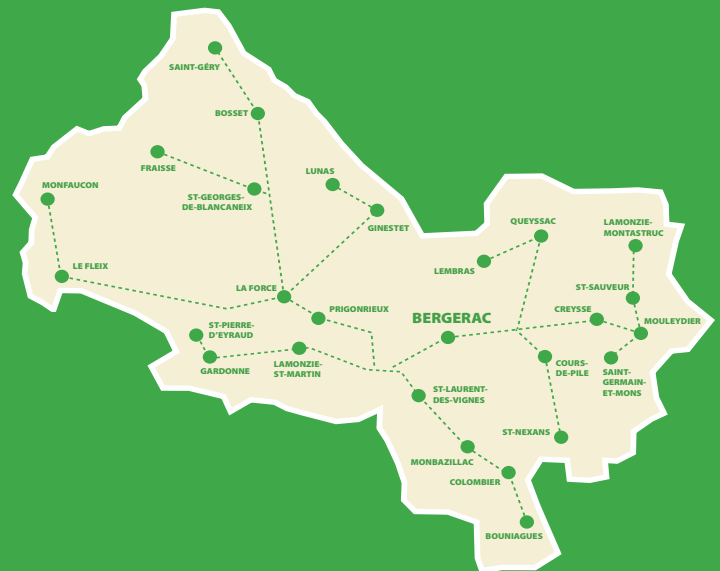 SAINT-GÉRY
BOSSET
FRAISSE
LUNAS
MONFAUCON
ST-GEORGES-
DE-BLANCANEIX
GINESTET
QUEYSSAC
LAMONZIE-
MONTASTRUC
LE FLEIX
LEMBRAS
LA FORCE
ST-SAUVEUR
PRIGONRIEUX
CREYSSE
BERGERAC
MOULEYDIER
ST-PIERRE-
D'EYRAUD
GARDONNE
LAMONZIE-
ST-MARTIN
COURS-
DE-PILE
SAINT-
GERMAIN-
ET-MONS
ST-LAURENT-
DES-VIGNES
ST-NEXANS
MONBAZILLAC
COLOMBIER
BOUNIAGUES